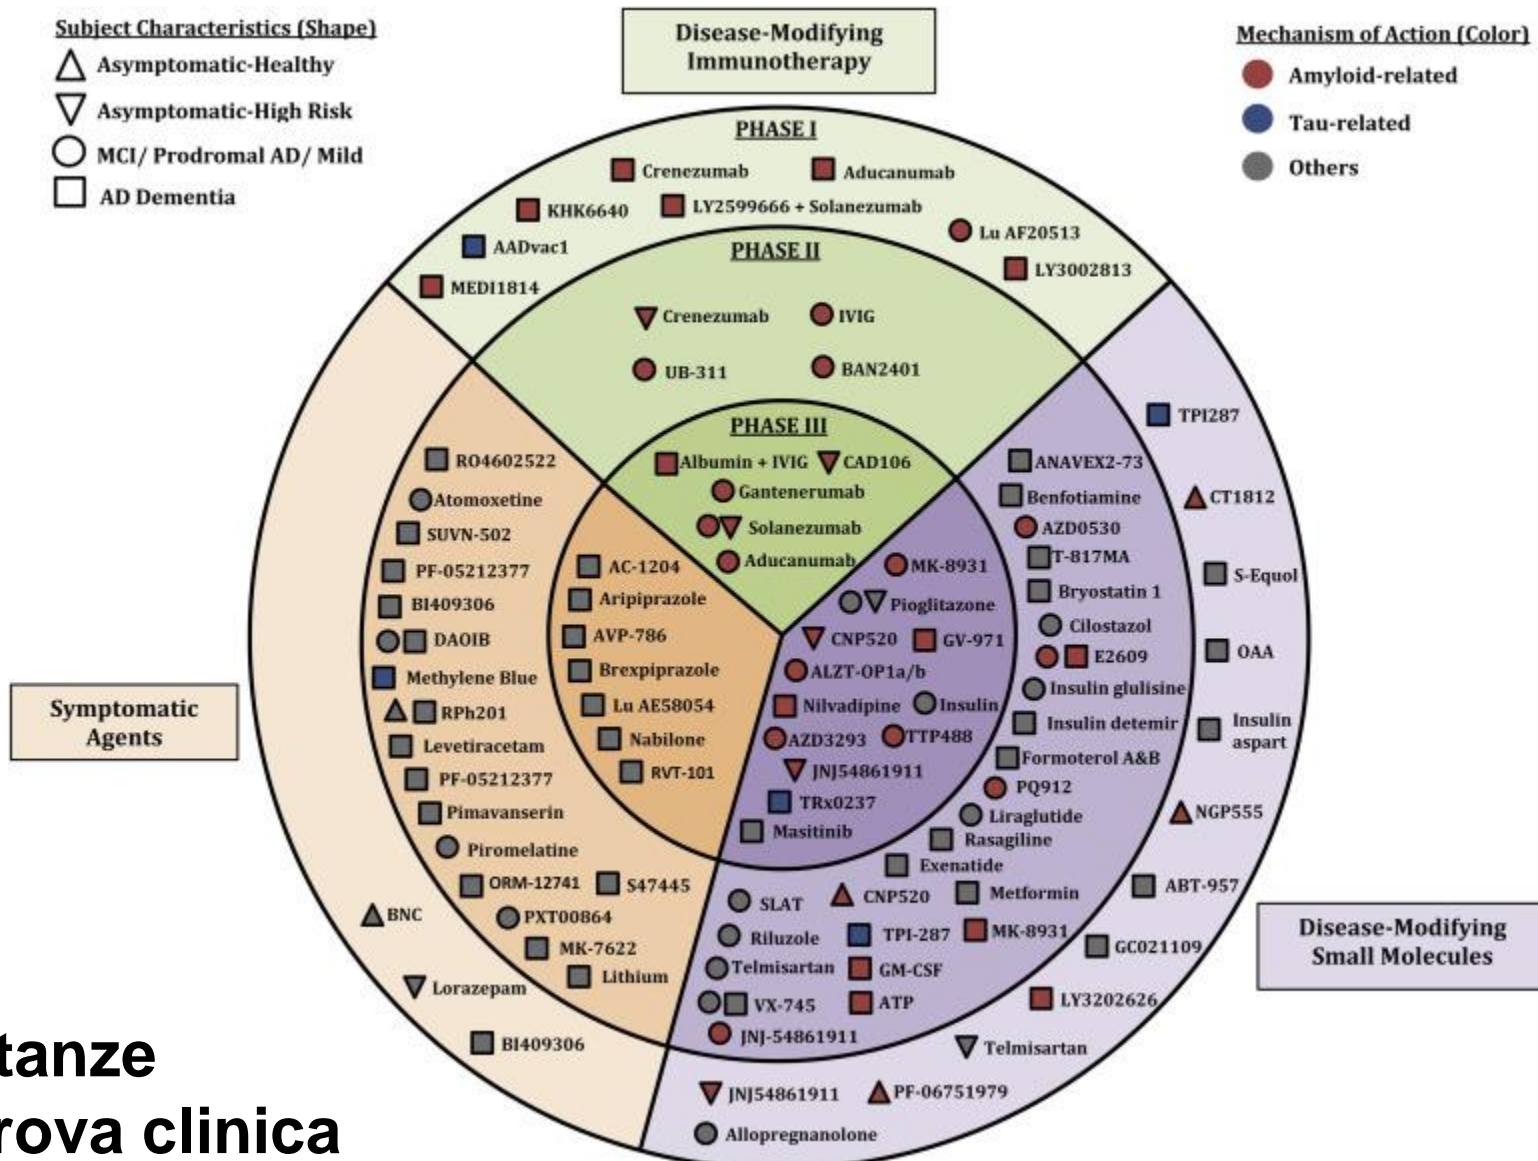 Subject Characteristics (Shape)
Asymptomatic-Healthy
Asymptomatic-High Risk
MCI/ Prodromal AD/ Mild
AD Dementia
Disease-Modifying
Immunotherapy
Mechanism of Action (Color)
Amyloid-related
Tau-related
Others
PHASE I
Crenezumab
Aducanumab
KHK6640
LY2599666 + Solanezumab
AADvac1
Lu AF20513
MEDI1814
LY3002813
PHASE II
Crenezumab
IVIG
UB-311
BAN2401
PHASE III
Albumin + IVIG
CAD106
Gantenerumab
Solanezumab
Aducanumab
Symptomatic
Agents
RO4602522
Atomoxetine
SUVN-502
PF-05212377
BI409306
DAOIB
Methylene Blue
RPh201
Levetiracetam
PF-05212377
Pimavanserin
Piromelatine
ORM-12741
S47445
PXT00864
MK-7622
Lithium
BNC
Lorazepam
BI409306
AC-1204
Aripiprazole
AVP-786
Brexpiprazole
Lu AE58054
Nabilone
RVT-101
MK-8931
Pioglitazone
CNP520
GV-971
ALZT-OP1a/b
Nilvadipine
Insulin
AZD3293
TTP488
JNJ54861911
TRx0237
Masitinib
ANAVEX2-73
Benfotiamine
AZD0530
T-817MA
Bryostatin 1
Cilostazol
E2609
Insulin glulisine
Insulin detemir
Formoterol A&B
PQ912
Liraglutide
Rasagiline
Exenatide
SLAT
CNP520
Metformin
Riluzole
TPI-287
MK-8931
Telmisartan
GM-CSF
VX-745
ATP
JNJ-54861911
TPI287
CT1812
S-Equol
OAA
Insulin
aspart
NGP555
ABT-957
GC021109
LY3202626
Telmisartan
JNJ54861911
PF-06751979
Allopregnanolone
Disease-Modifying
Small Molecules
tanze
rova clinica